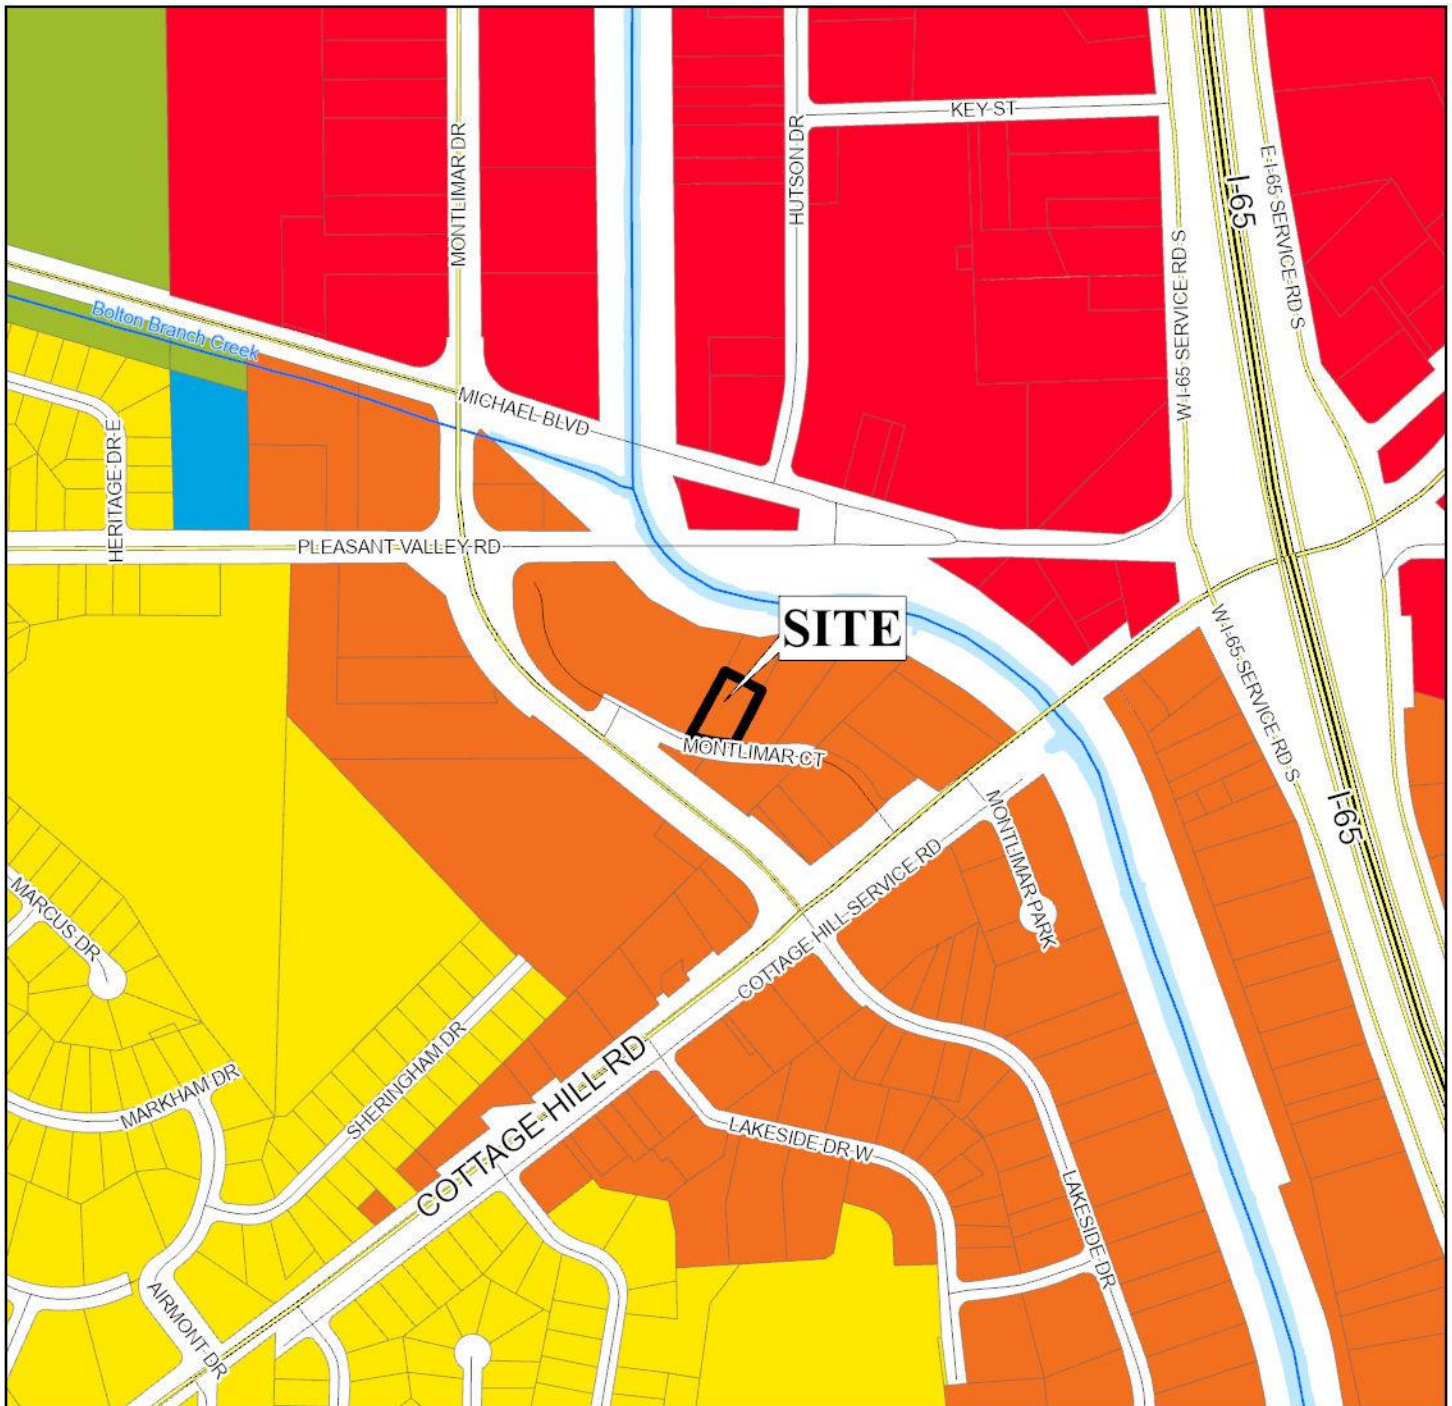 KEY-ST
MONTLIMAR DR
HUTSON DR
E-I-65-SERVICE-RD-S
I-65
W-I-65-SERVICE-RD-S
Bolton Branch Creek
MICHAEL-BLVD
HERITAGE-DR-E
PLEASANT-VALLEY-RD
SITE
W-I-65-SERVICE-RD-S
MONTLIMAR-CT
I-65
MONTLIMAR-PARK
MARCUS DR
COTTAGE-HILL-SERVICE-RD
SHERINGHAM-DR
MARKHAM-DR
COTTAGE-HILL-RD
LAKESIDE-DR-W
LAKESIDE-DR
AIRMONT-DR